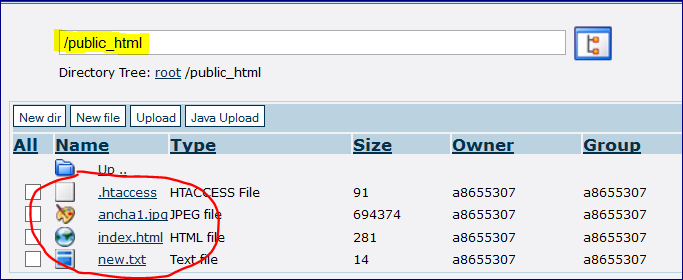 /public_html
Directory Tree: root /public_html
New dir New file Upload Java Upload
All Name Type Size Owner Group
Up ..
.htaccess HTACCESS File 91 a8655307 a8655307
ancha1.jpg JPEG file 694374 a8655307 a8655307
index.html HTML file 281 a8655307 a8655307
new.txt Text file 14 a8655307 a8655307